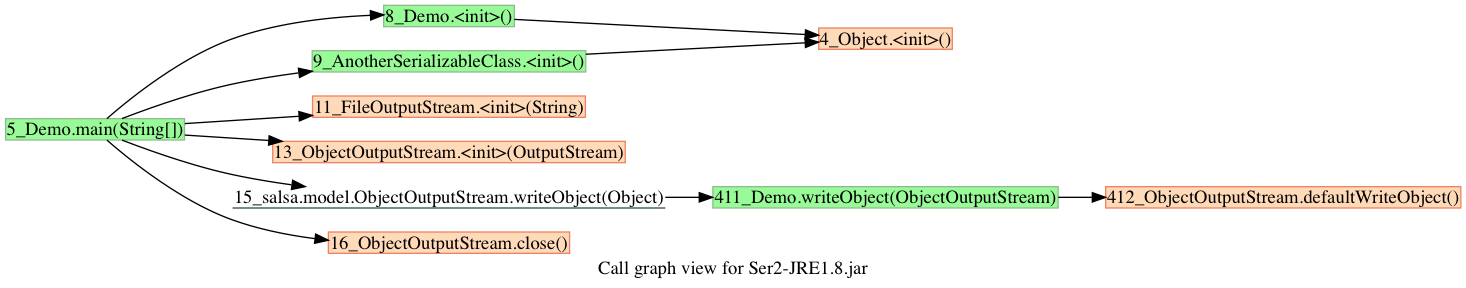 8_Demo.<init>()
4_Object.<init>()
9_AnotherSerializableClass.<init>()
11_FileOutputStream.<init>(String)
5_Demo.main(String[])
13_ObjectOutputStream.<init>(OutputStream)
15_salsa.model.ObjectOutputStream.writeObject(Object)
411_Demo.writeObject(ObjectOutputStream)
412_ObjectOutputStream.defaultWriteObject()
16_ObjectOutputStream.close()
Call graph view for Ser2-JRE1.8.jar